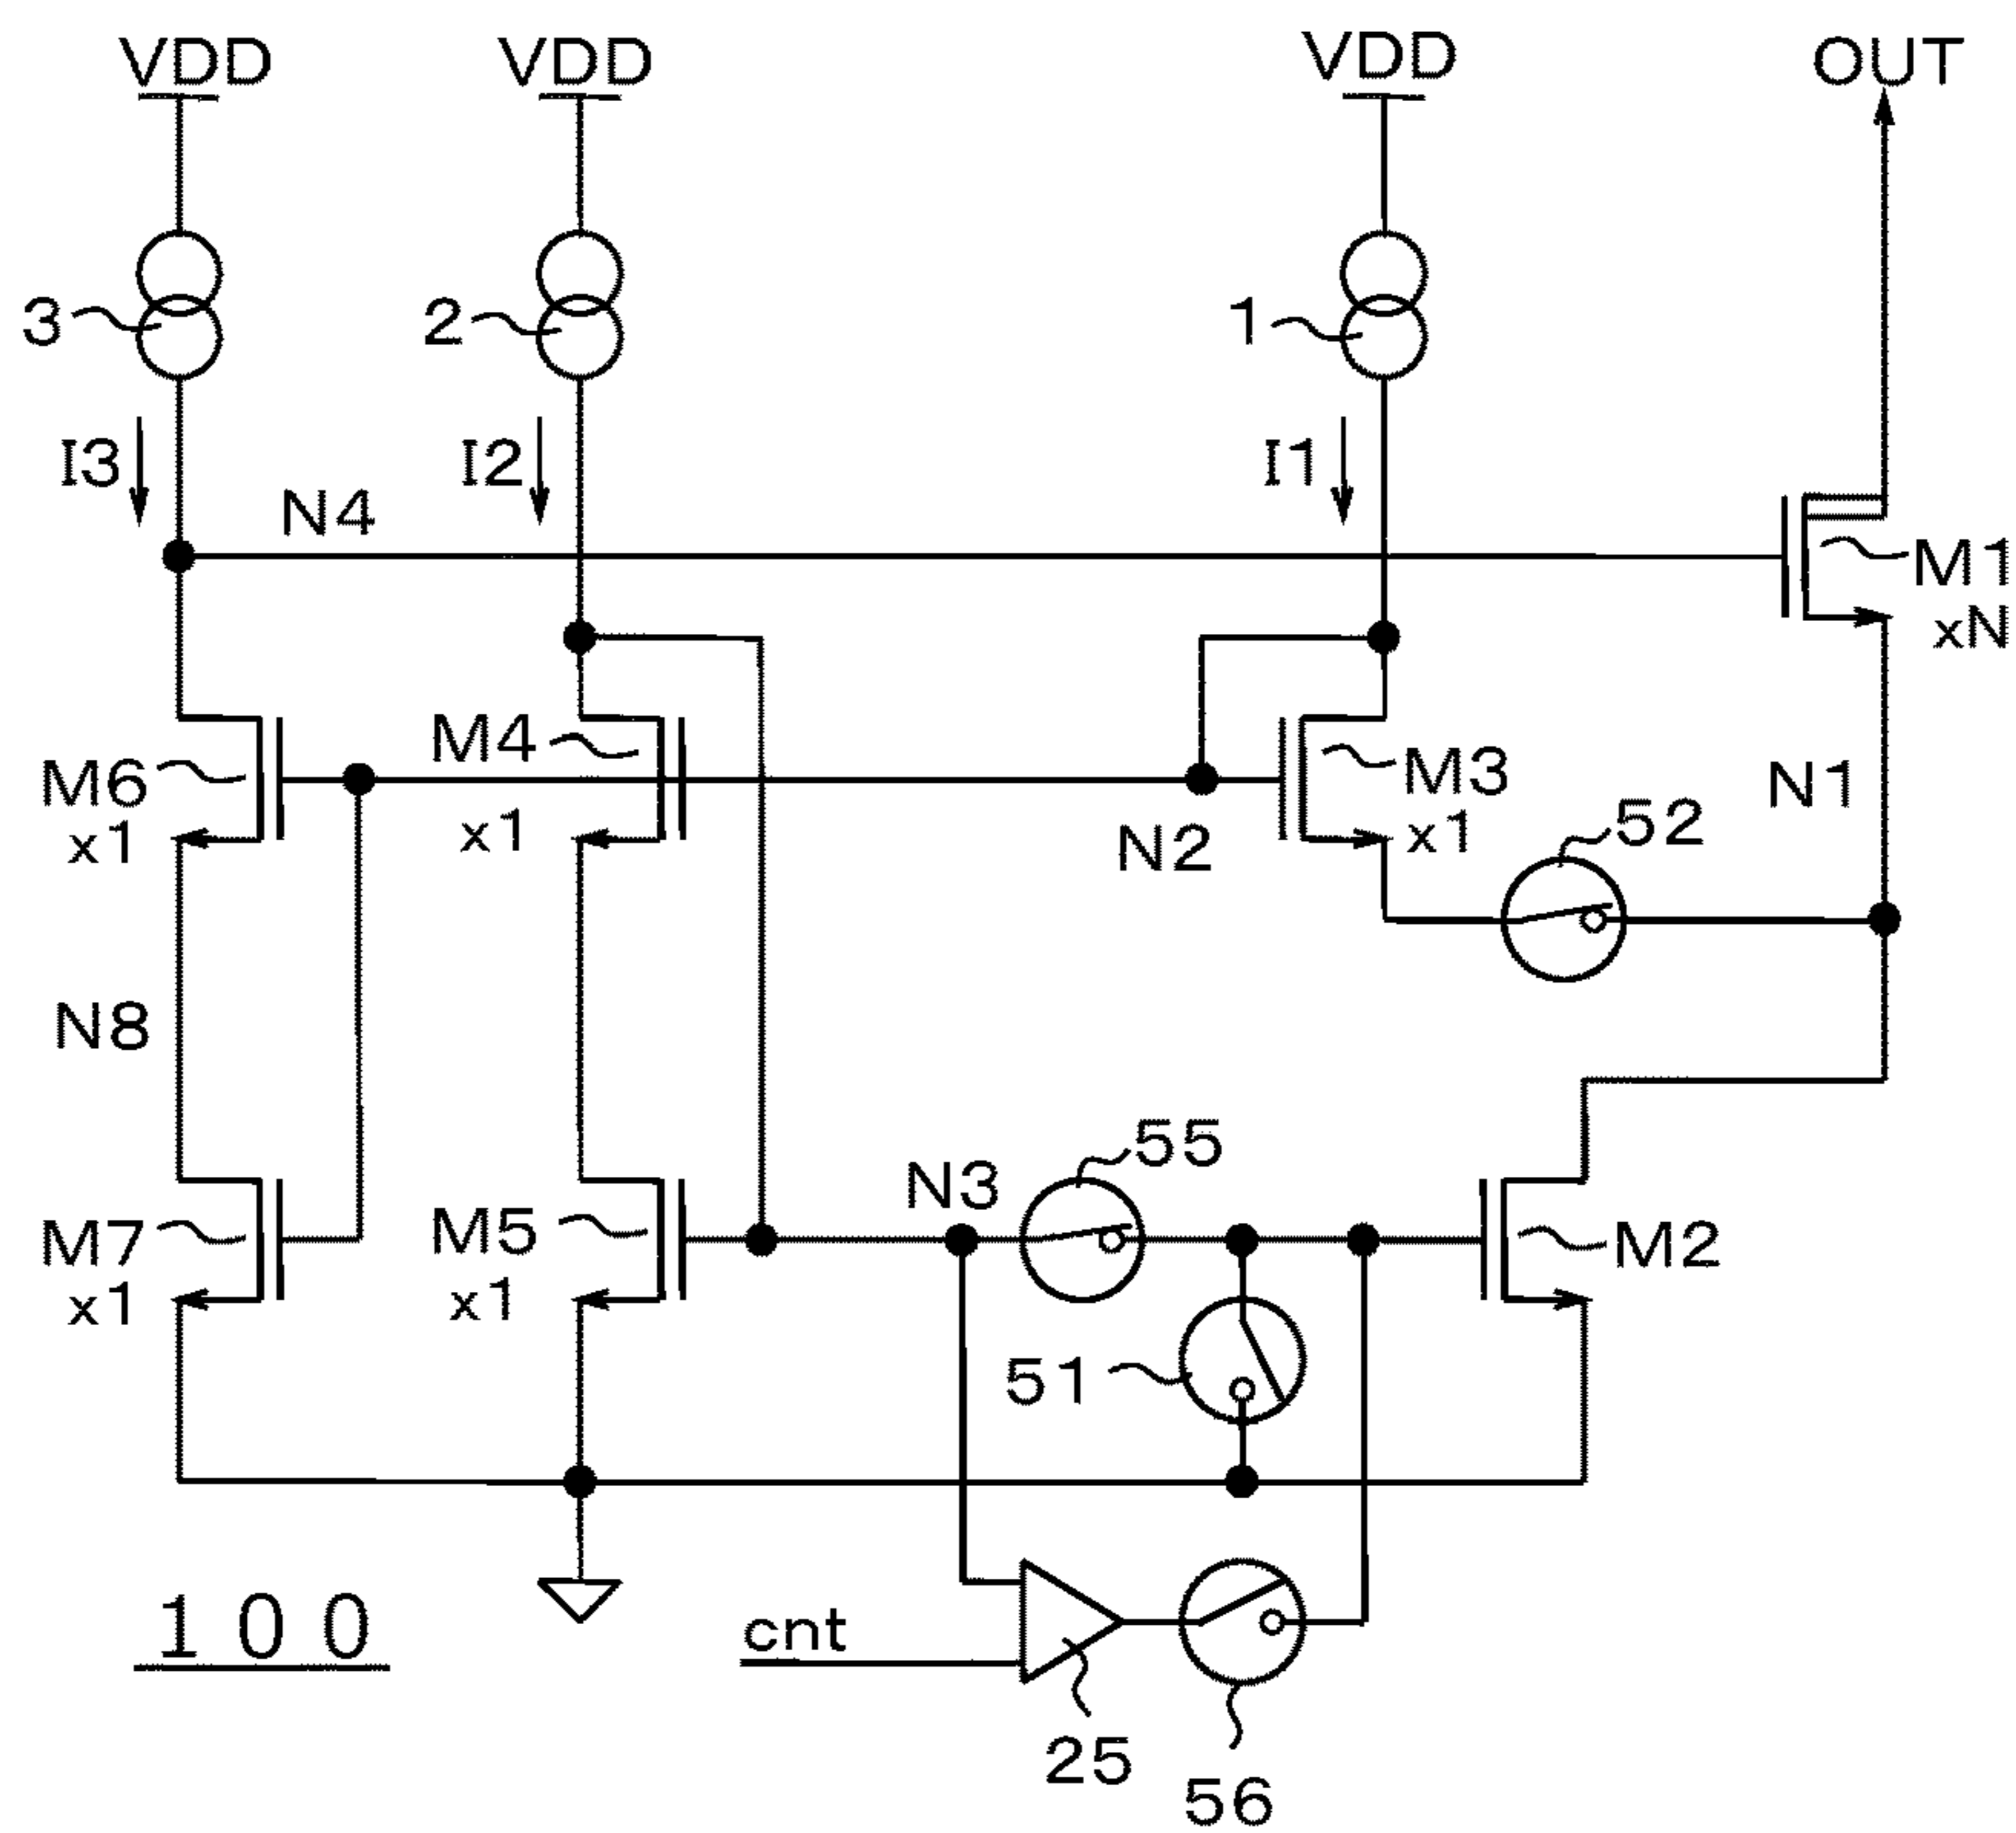 VDD VDD VDD OUT
3 2 1
I3 I2 I1
N4
M1
xN
M6
x1
M4
x1
M3
x1
N1
N2
52
N8
55
N3
M7
x1
M5
x1
M2
51
100
cnt
25
56